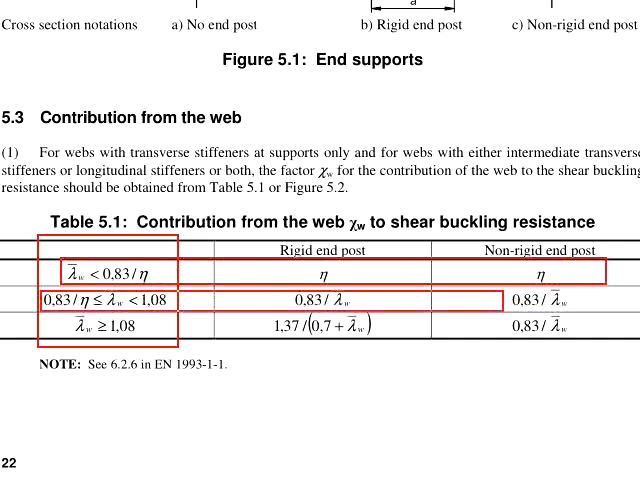 a
Cross section notations a) No end post b) Rigid end post c) Non-rigid end post
Figure 5.1: End supports
5.3 Contribution from the web
(1) For webs with transverse stiffeners at supports only and for webs with either intermediate transverse
stiffeners or longitudinal stiffeners or both, the factor χw for the contribution of the web to the shear buckling
resistance should be obtained from Table 5.1 or Figure 5.2.
Table 5.1: Contribution from the web χw to shear buckling resistance
Rigid end post Non-rigid end post
λ̅w < 0,83/η η η
0,83/η ≤ λ̅w < 1,08 0,83/λ̅w 0,83/λ̅w
λ̅w ≥ 1,08 1,37/(0,7 + λ̅w) 0,83/λ̅w
NOTE: See 6.2.6 in EN 1993-1-1.
22